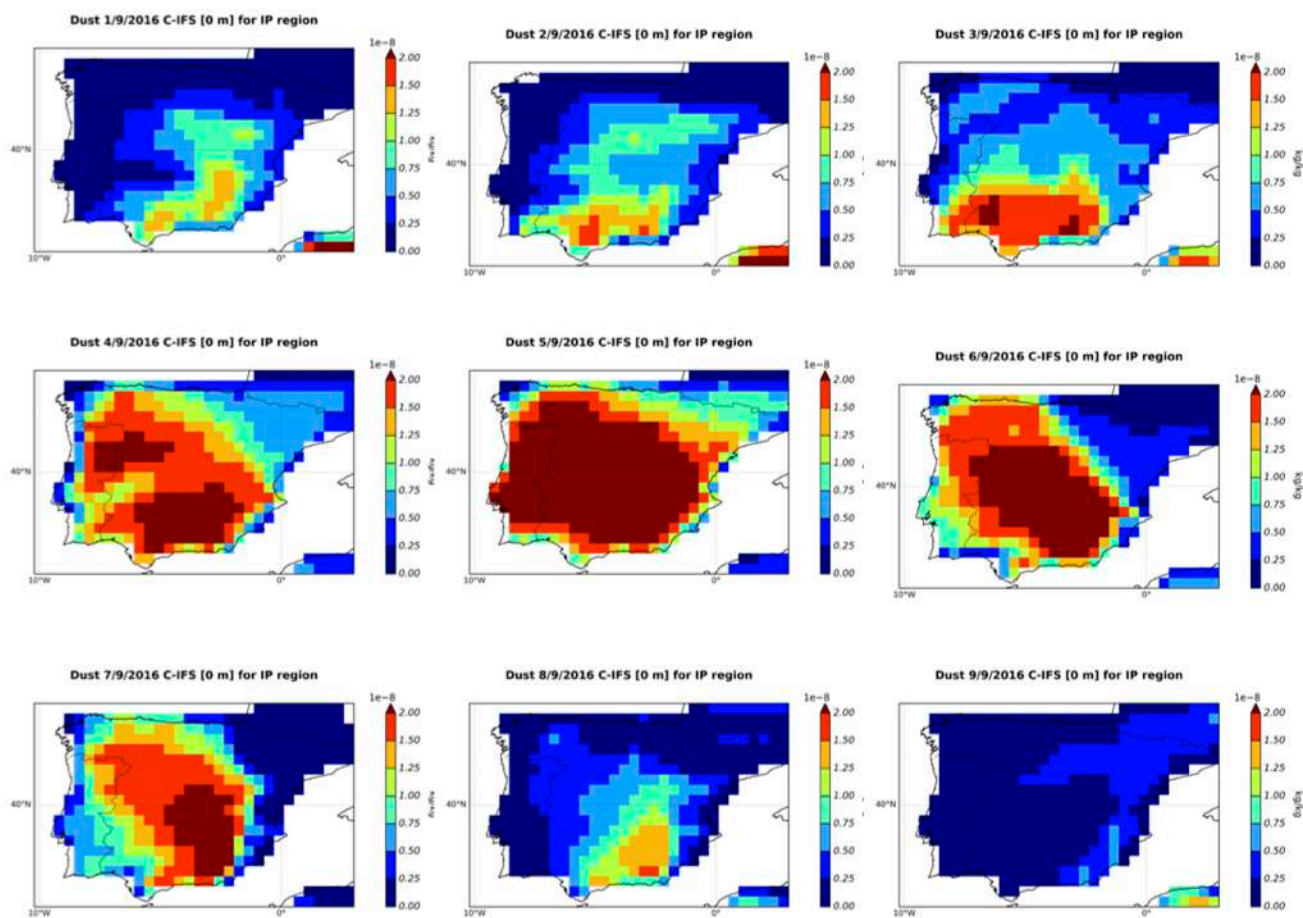 Dust 1/9/2016 C-IFS [0 m] for IP region
1e−8
2.00
1.50
1.25
1.00
0.75
0.50
0.25
0.00
40°N
10°W
0°
Dust 2/9/2016 C-IFS [0 m] for IP region
1e−8
2.00
1.50
1.25
1.00
0.75
0.50
0.25
0.00
40°N
10°W
0°
Dust 3/9/2016 C-IFS [0 m] for IP region
1e−8
2.00
1.50
1.25
1.00
0.75
0.50
0.25
0.00
kg/kg
40°N
10°W
0°
Dust 4/9/2016 C-IFS [0 m] for IP region
1e−8
2.00
1.50
1.25
1.00
0.75
0.50
0.25
0.00
40°N
10°W
0°
Dust 5/9/2016 C-IFS [0 m] for IP region
1e−8
2.00
1.50
1.25
1.00
0.75
0.50
0.25
0.00
40°N
10°W
0°
Dust 6/9/2016 C-IFS [0 m] for IP region
1e−8
2.00
1.50
1.25
1.00
0.75
0.50
0.25
0.00
kg/kg
40°N
10°W
0°
Dust 7/9/2016 C-IFS [0 m] for IP region
1e−8
2.00
1.50
1.25
1.00
0.75
0.50
0.25
0.00
40°N
10°W
0°
Dust 8/9/2016 C-IFS [0 m] for IP region
1e−8
2.00
1.50
1.25
1.00
0.75
0.50
0.25
0.00
40°N
10°W
0°
Dust 9/9/2016 C-IFS [0 m] for IP region
1e−8
2.00
1.50
1.25
1.00
0.75
0.50
0.25
0.00
kg/kg
40°N
10°W
0°